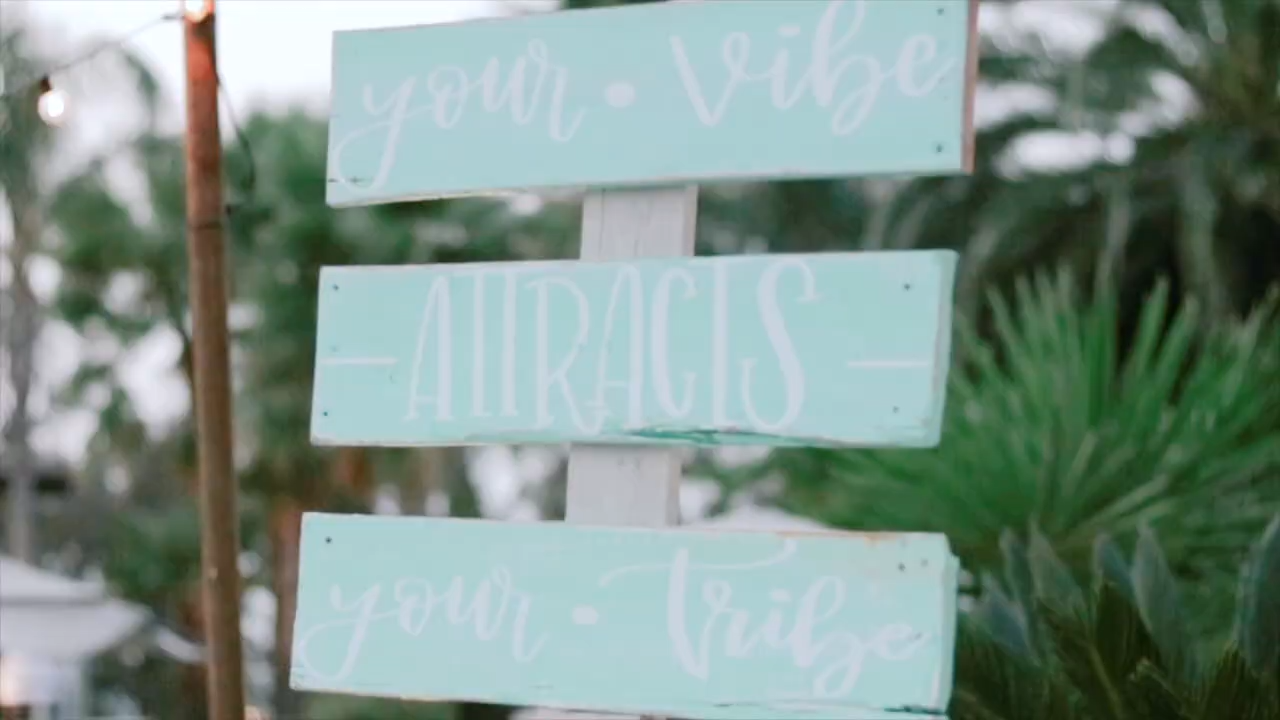 your • vibe
— ATTRACTS —
your • Tribe